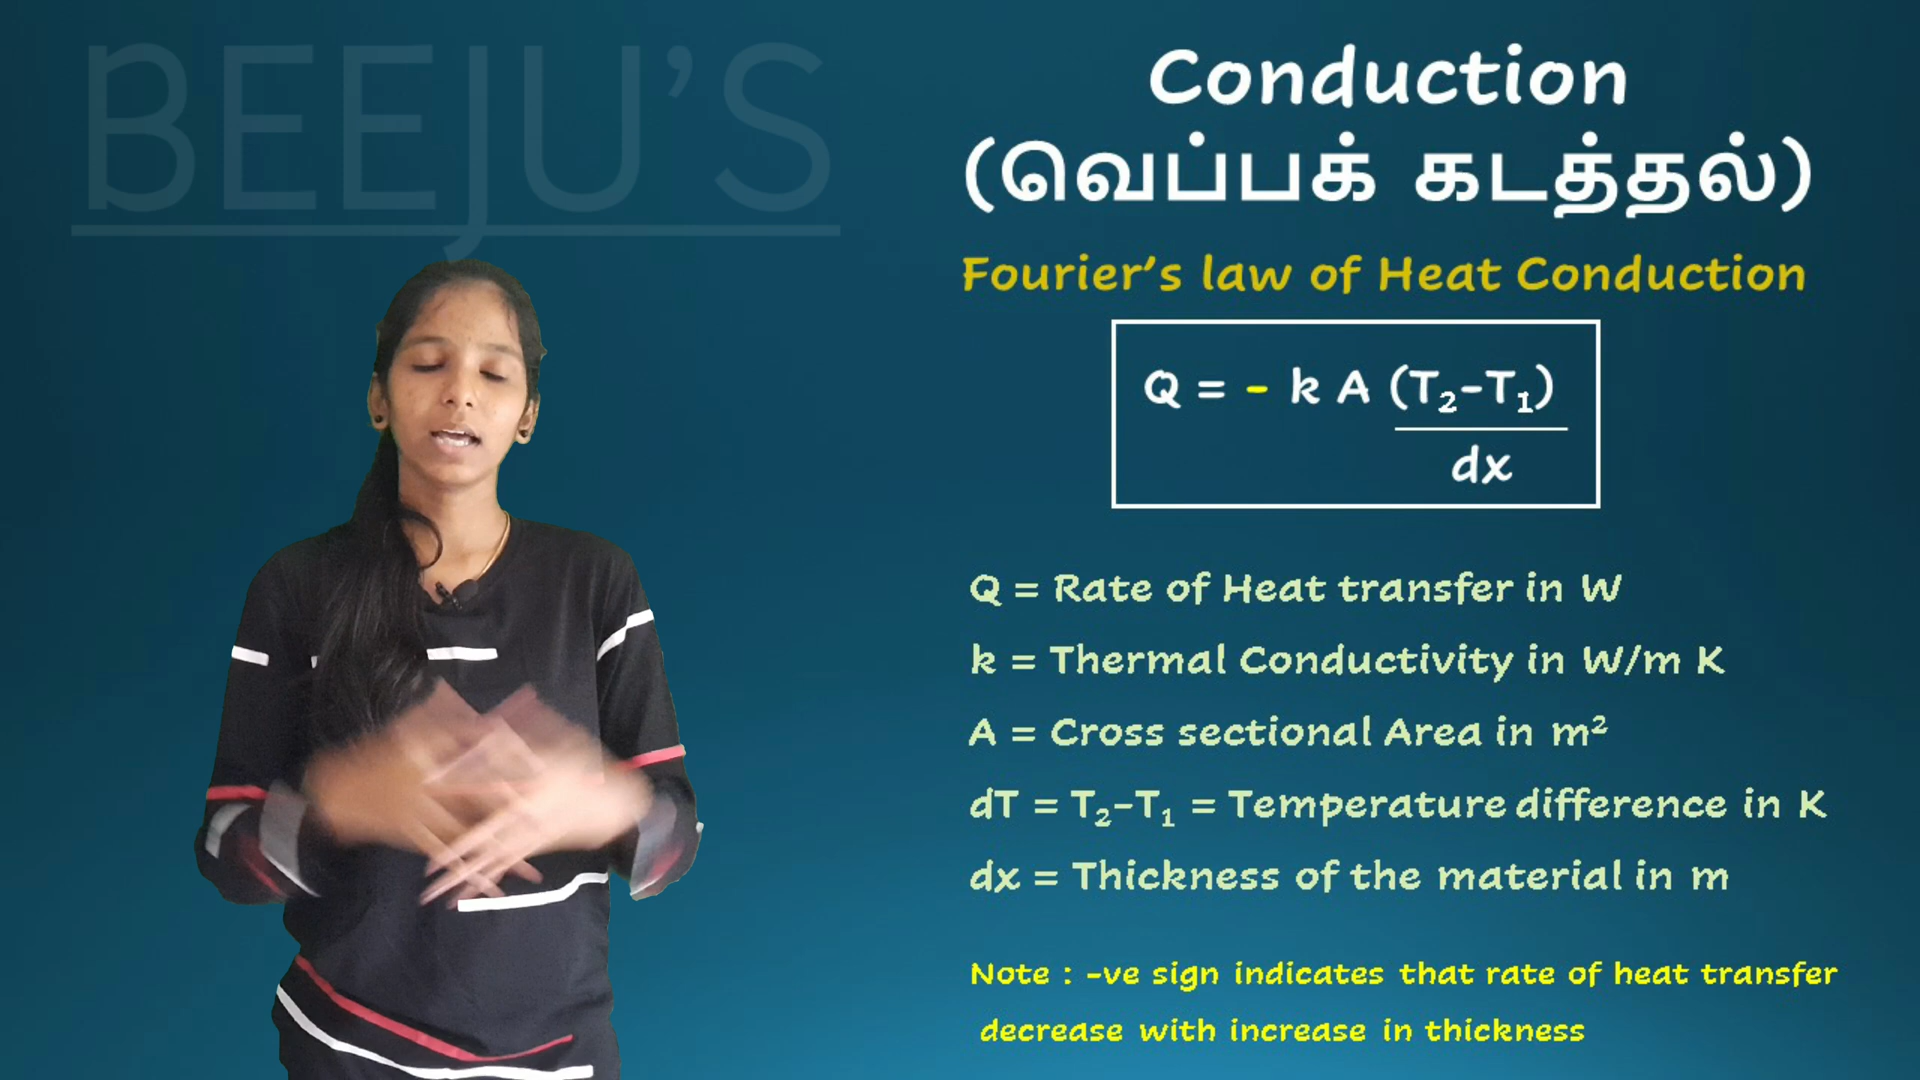 BEEJU'S
Conduction
(வெப்பக் கடத்தல்)
Fourier's law of Heat Conduction
Q = - k A (T₂-T₁)
dx
Q = Rate of Heat transfer in W
k = Thermal Conductivity in W/m K
A = Cross sectional Area in m²
dT = T₂-T₁ = Temperature difference in K
dx = Thickness of the material in m
Note : -ve sign indicates that rate of heat transfer
decrease with increase in thickness